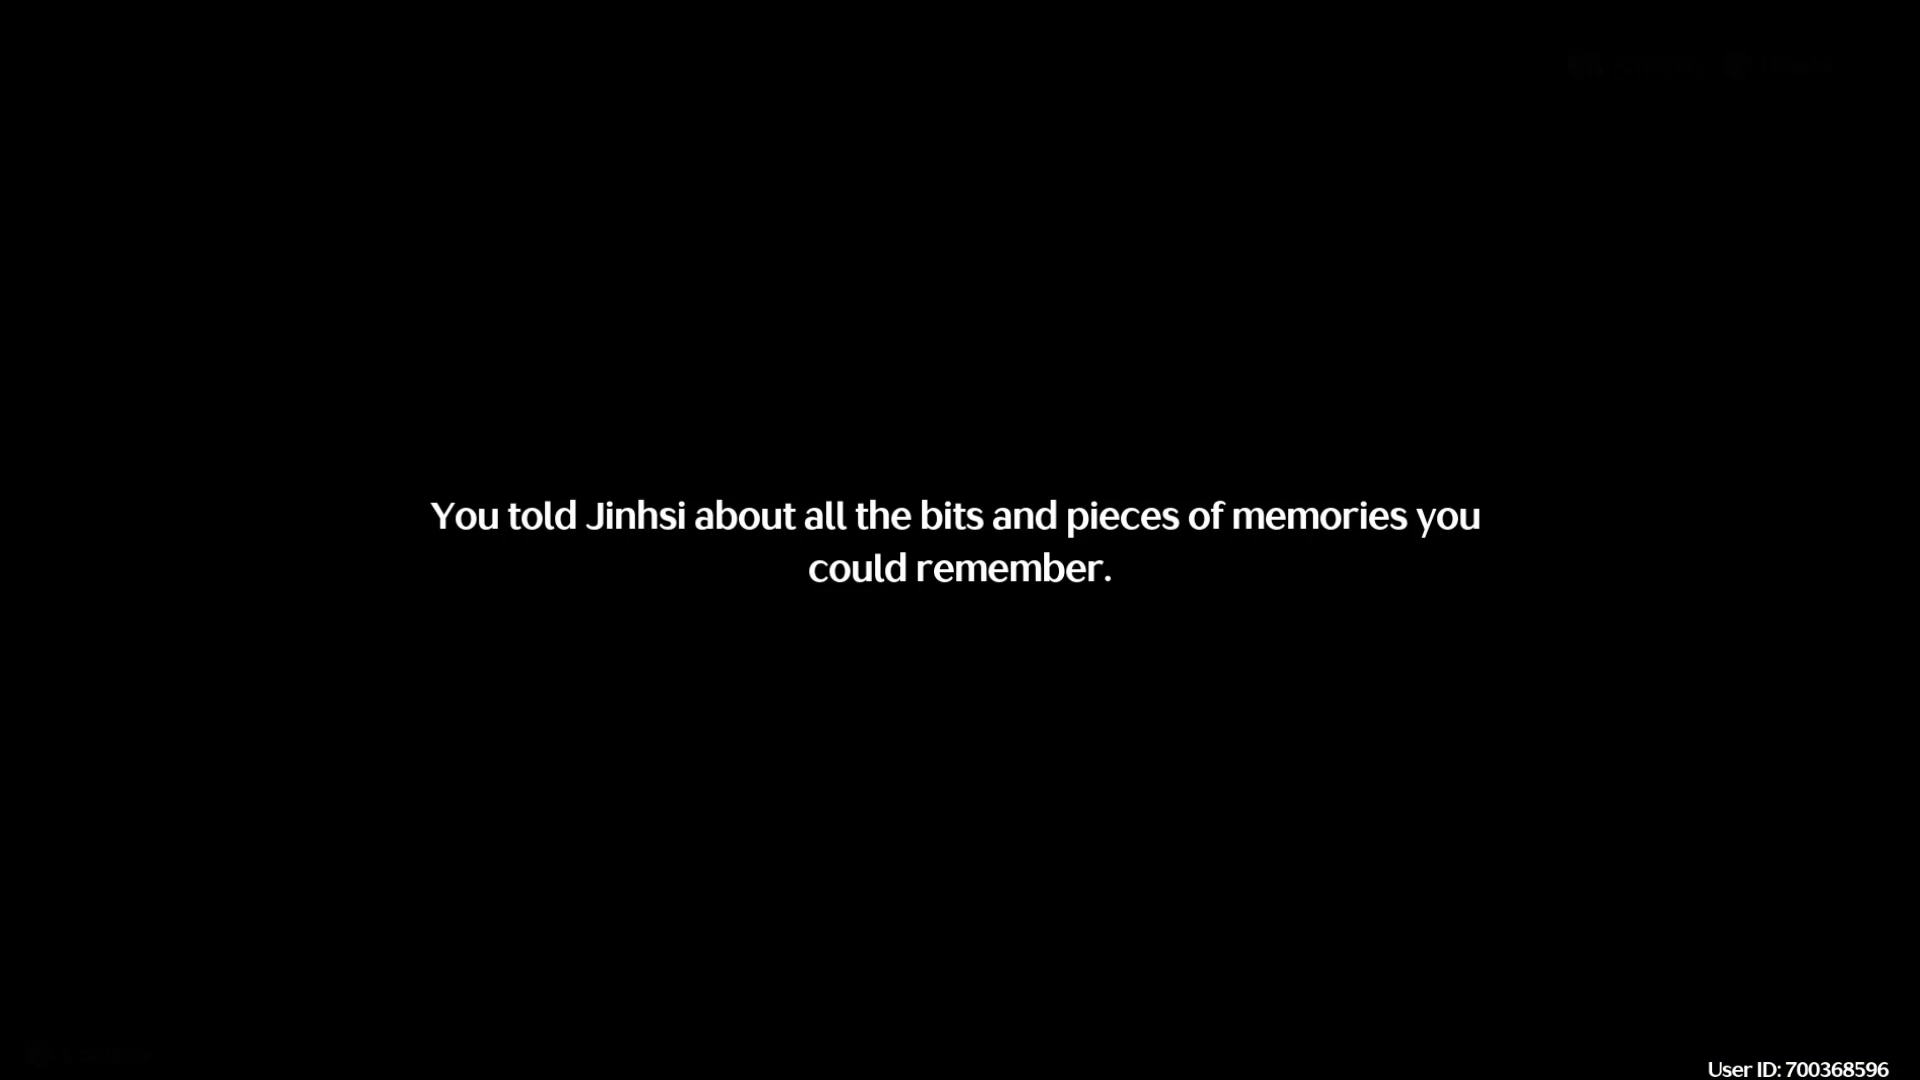 You told Jinhsi about all the bits and pieces of memories you
could remember.
User ID: 700368596